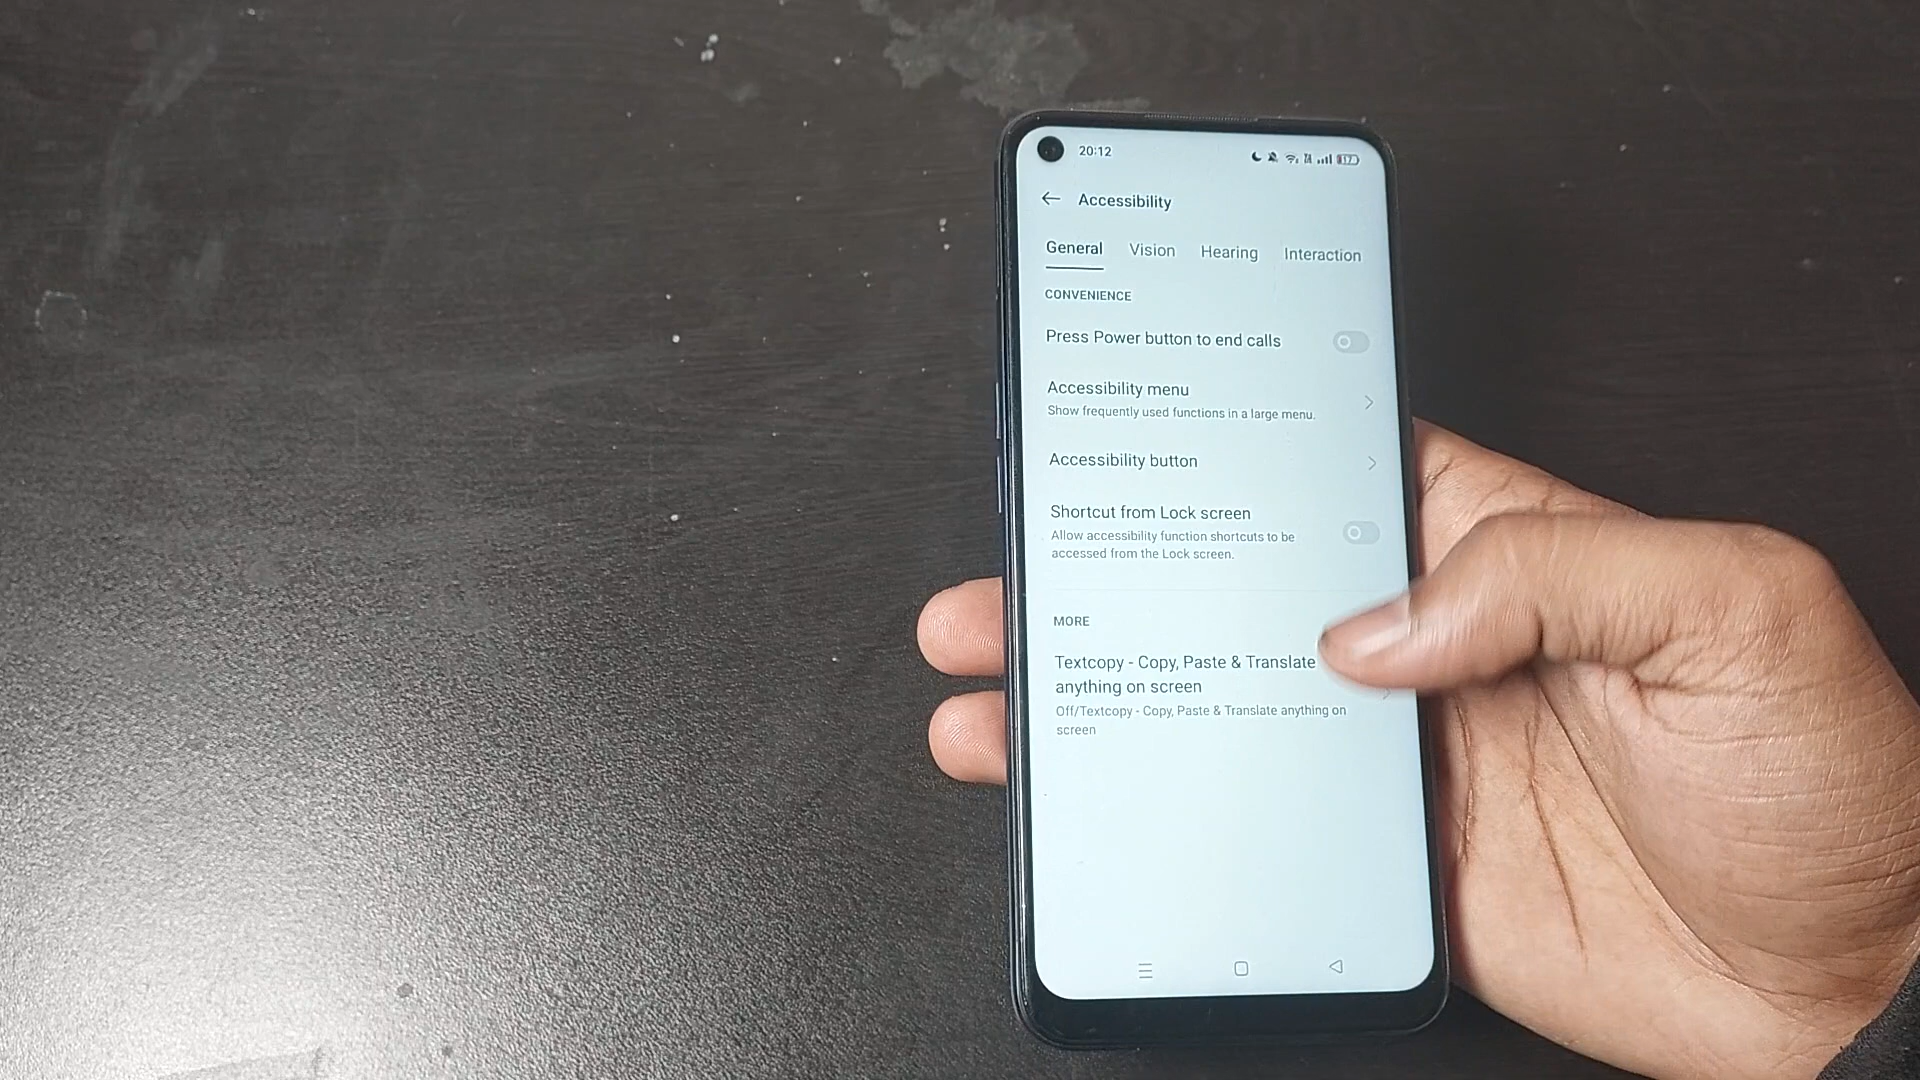 20:12
17
Accessibility
General Vision Hearing Interaction
CONVENIENCE
Press Power button to end calls
Accessibility menu
Show frequently used functions in a large menu.
Accessibility button
Shortcut from Lock screen
Allow accessibility function shortcuts to be
accessed from the Lock screen.
MORE
Textcopy - Copy, Paste & Translate
anything on screen
Off/Textcopy - Copy, Paste & Translate anything on
screen